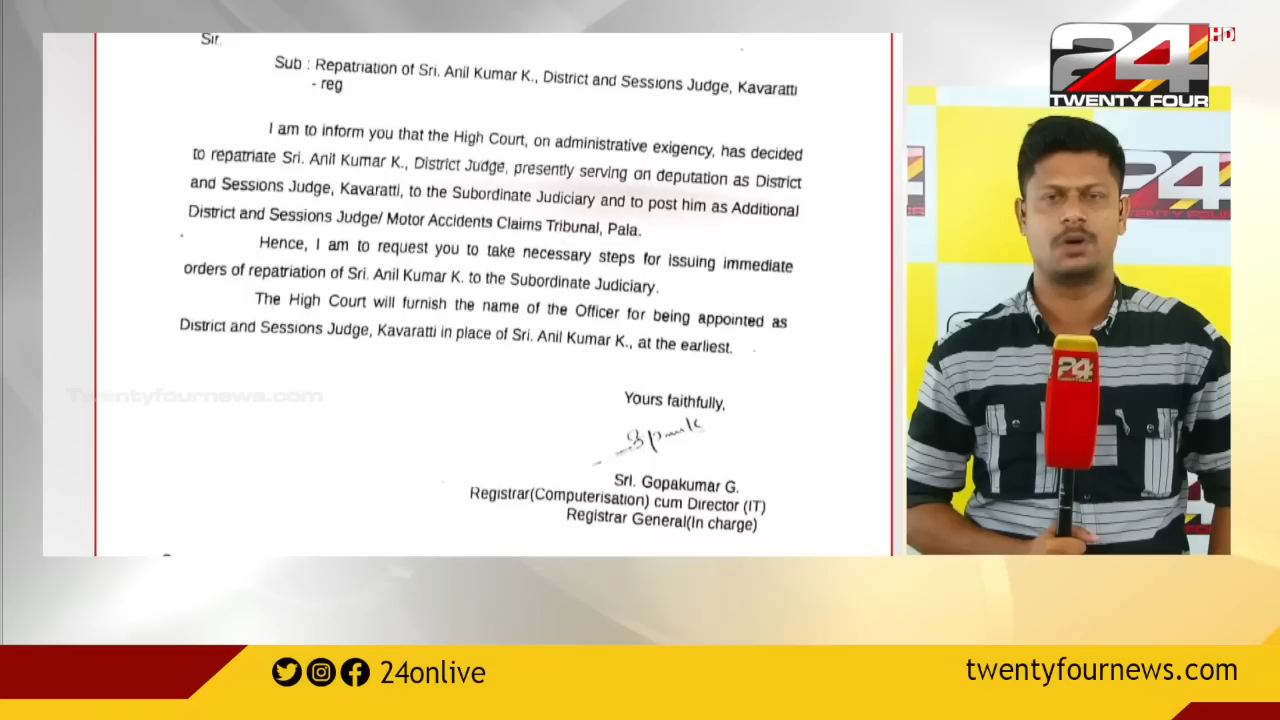 Sir.
Sub : Repatriation of Sri. Anil Kumar K., District and Sessions Judge, Kavaratti
- reg
I am to inform you that the High Court, on administrative exigency, has decided
to repatriate Sri. Anil Kumar K., District Judge, presently serving on deputation as District
and Sessions Judge, Kavaratti, to the Subordinate Judiciary and to post him as Additional
District and Sessions Judge/ Motor Accidents Claims Tribunal, Pala.
Hence, I am to request you to take necessary steps for issuing immediate
orders of repatriation of Sri. Anil Kumar K. to the Subordinate Judiciary.
The High Court will furnish the name of the Officer for being appointed as
District and Sessions Judge, Kavaratti in place of Sri. Anil Kumar K., at the earliest.
Yours faithfully,
Sri. Gopakumar G.
Registrar(Computerisation) cum Director (IT)
Registrar General(In charge)
Twentyfournews.com
24 HD
TWENTY FOUR
24
TWENTY FOUR
24
24onlive
twentyfournews.com